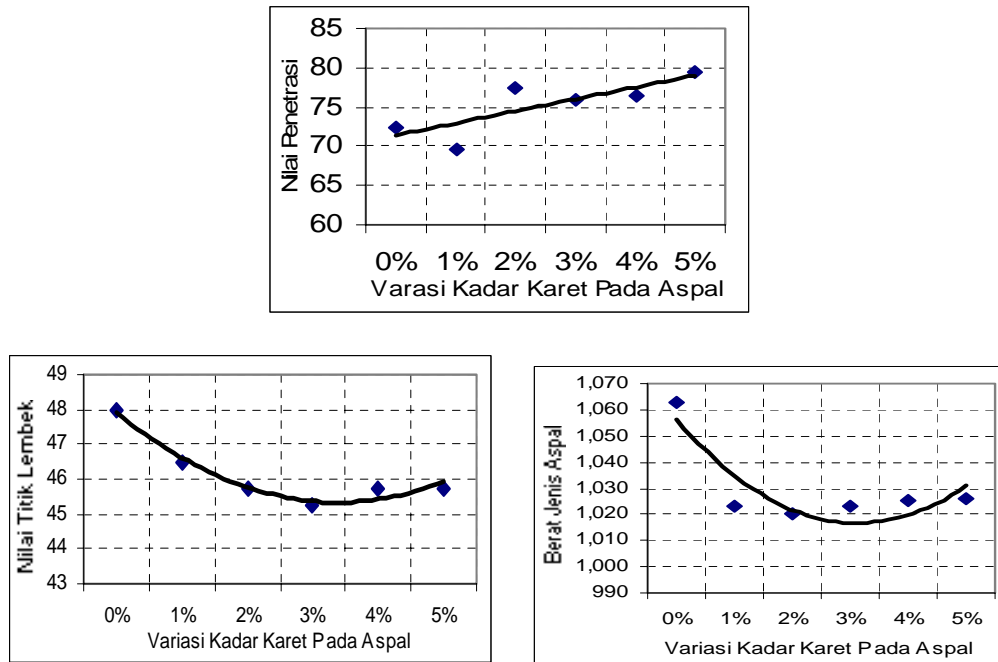 85
80
75
70
65
60
Nilai Penetrasi
0% 1% 2% 3% 4% 5%
Varasi Kadar Karet Pada Aspal
49
48
47
46
45
44
43
Nilai Titik Lembek
0% 1% 2% 3% 4% 5%
Variasi Kadar Karet Pada Aspal
1,070
1,060
1,050
1,040
1,030
1,020
1,010
1,000
990
Berat Jenis Aspal
0% 1% 2% 3% 4% 5%
Variasi Kadar Karet Pada Aspal